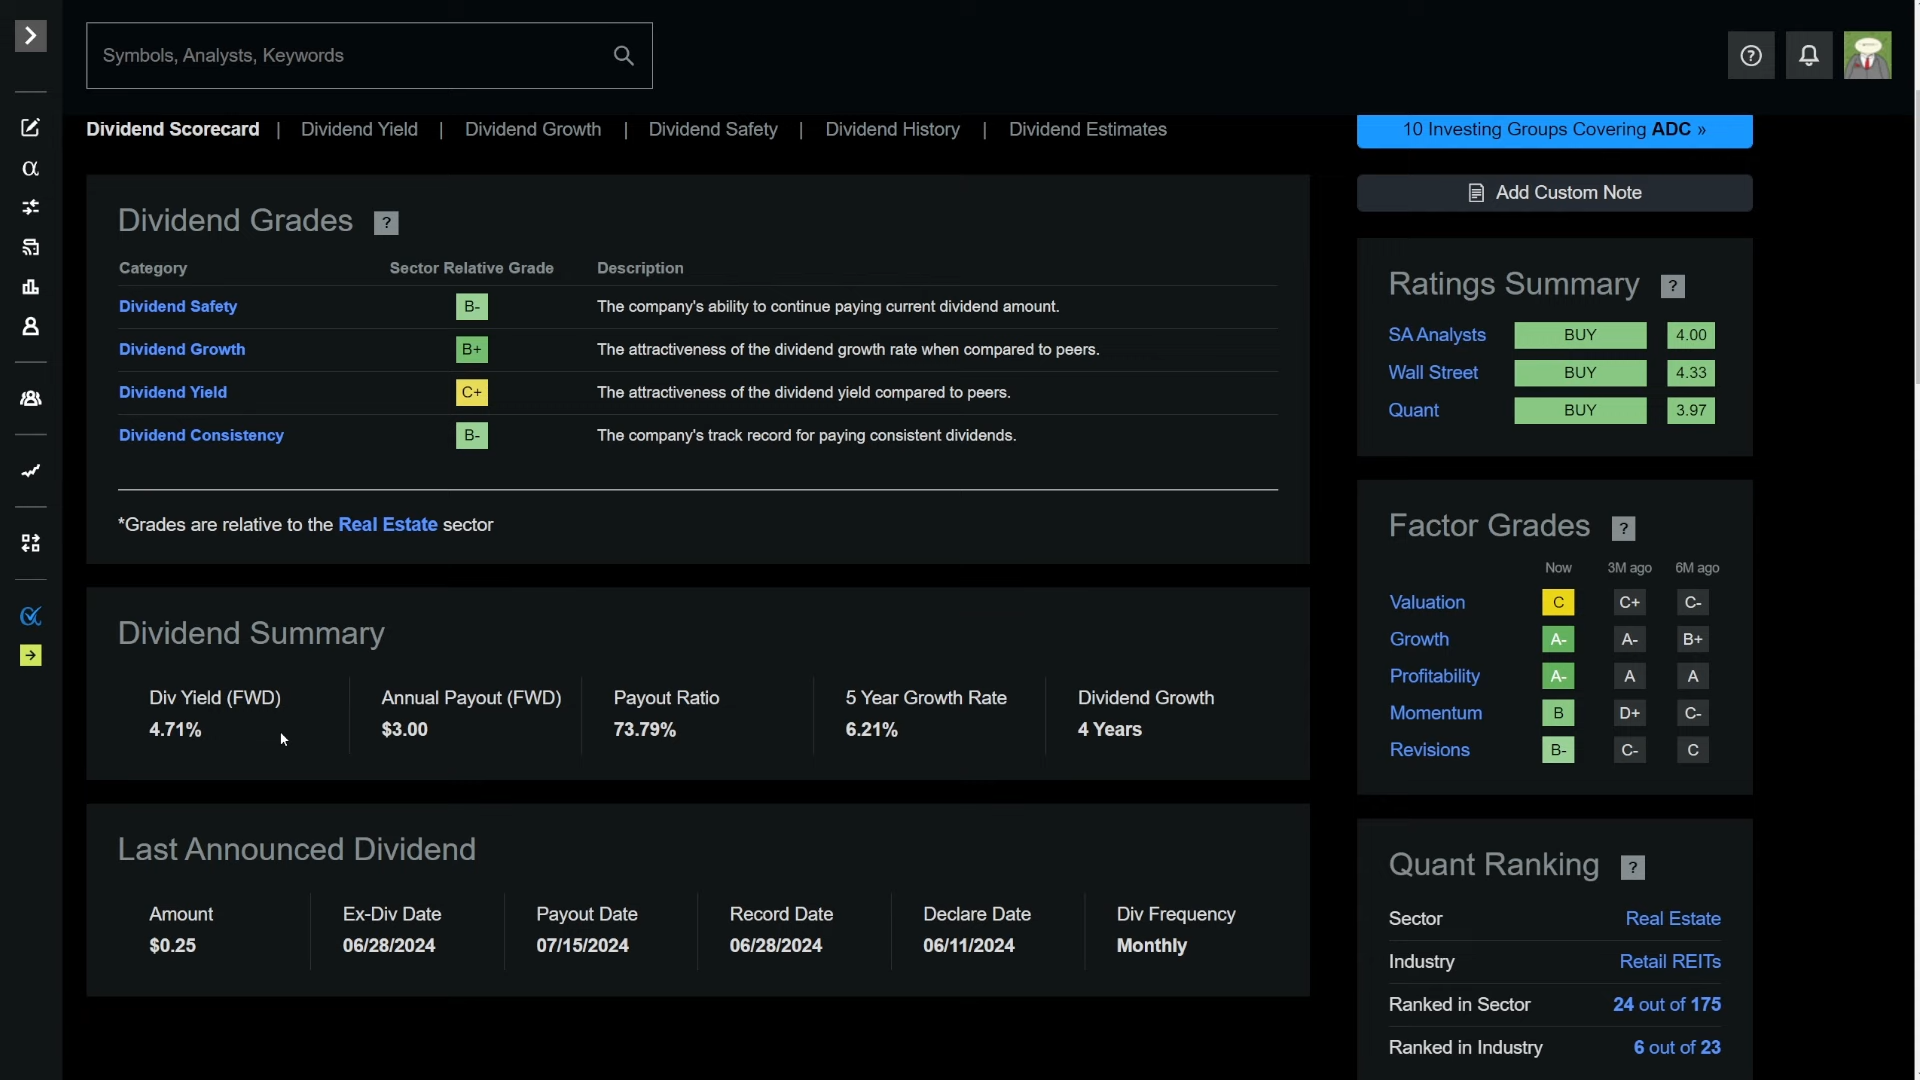 Symbols, Analysts, Keywords
Dividend Scorecard | Dividend Yield | Dividend Growth | Dividend Safety | Dividend History | Dividend Estimates
10 Investing Groups Covering ADC »
Add Custom Note
Dividend Grades ?
Category Sector Relative Grade Description
Dividend Safety B- The company's ability to continue paying current dividend amount.
Dividend Growth B+ The attractiveness of the dividend growth rate when compared to peers.
Dividend Yield C+ The attractiveness of the dividend yield compared to peers.
Dividend Consistency B- The company's track record for paying consistent dividends.
*Grades are relative to the Real Estate sector
Dividend Summary
Div Yield (FWD) Annual Payout (FWD) Payout Ratio 5 Year Growth Rate Dividend Growth
4.71% $3.00 73.79% 6.21% 4 Years
Last Announced Dividend
Amount Ex-Div Date Payout Date Record Date Declare Date Div Frequency
$0.25 06/28/2024 07/15/2024 06/28/2024 06/11/2024 Monthly
Ratings Summary ?
SA Analysts BUY 4.00
Wall Street BUY 4.33
Quant BUY 3.97
Factor Grades ?
Now 3M ago 6M ago
Valuation C C+ C-
Growth A- A- B+
Profitability A- A A
Momentum B D+ C-
Revisions B- C- C
Quant Ranking ?
Sector Real Estate
Industry Retail REITs
Ranked in Sector 24 out of 175
Ranked in Industry 6 out of 23